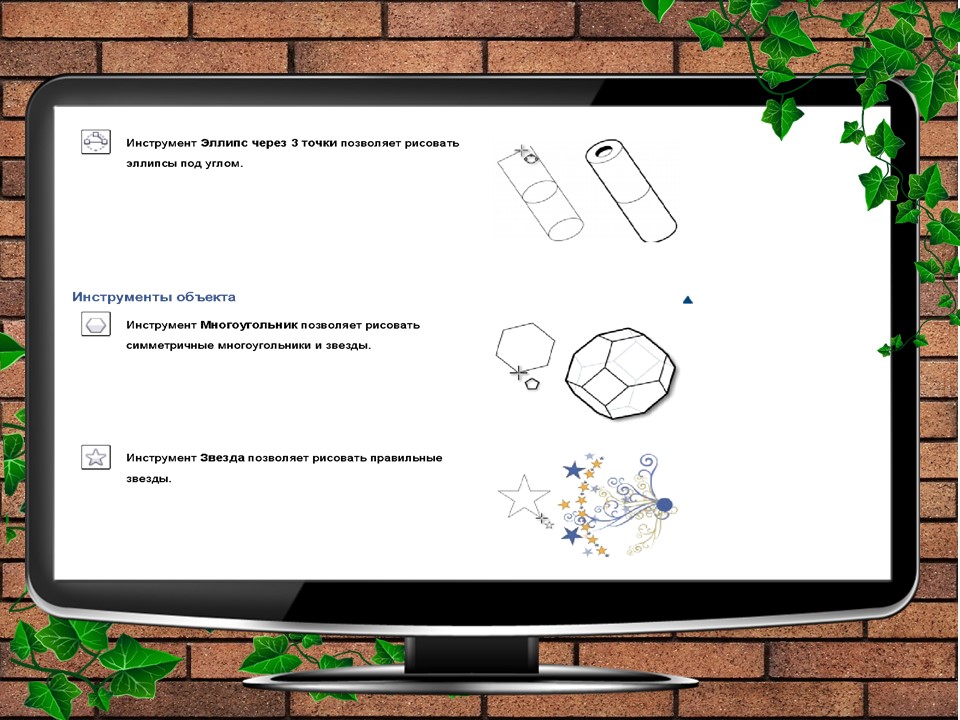 Инструмент Эллипс через 3 точки позволяет рисовать
эллипсы под углом.
Инструменты объекта
Инструмент Многоугольник позволяет рисовать
симметричные многоугольники и звезды.
Инструмент Звезда позволяет рисовать правильные
звезды.